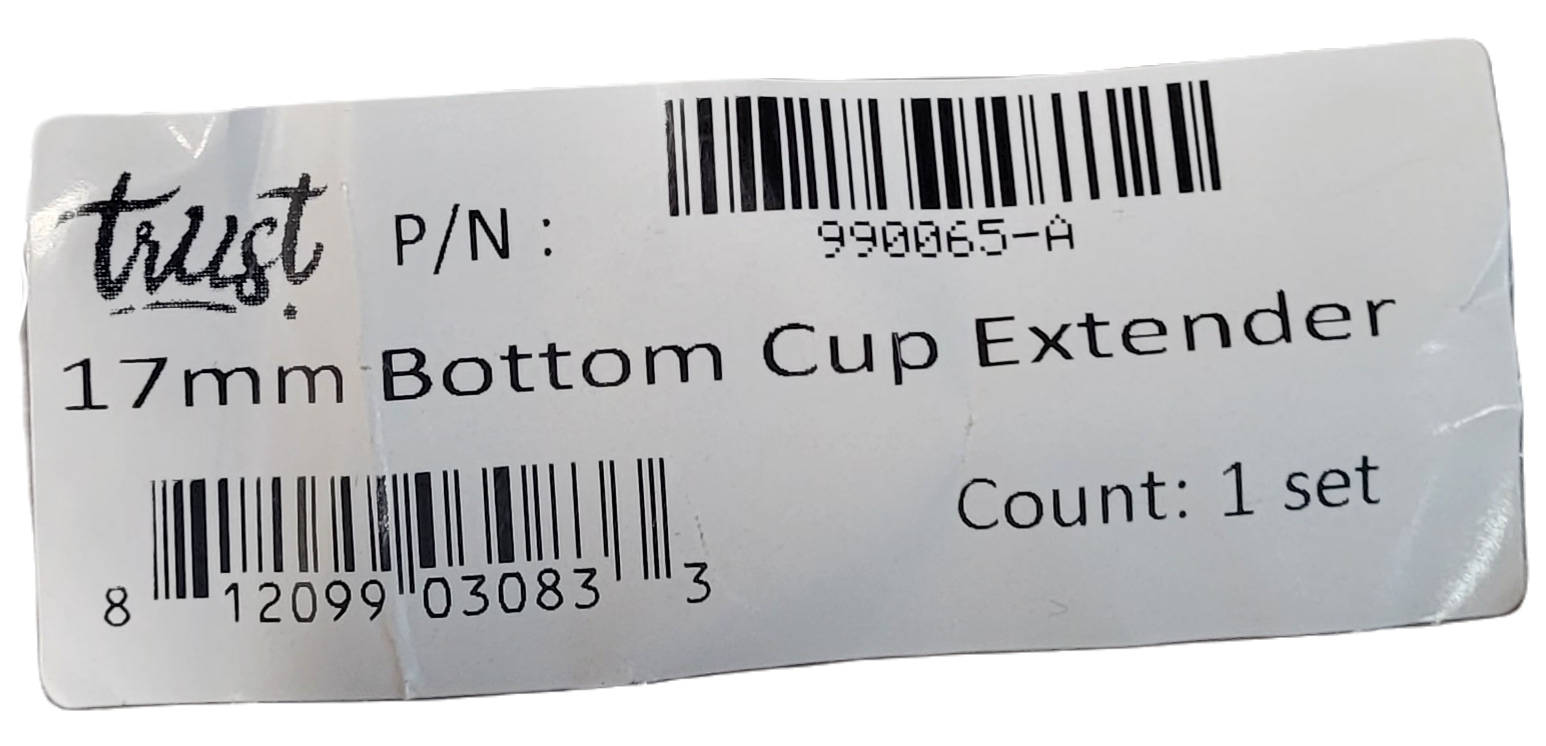 trust.
P/N :
990065-A
17mm Bottom Cup Extender
Count: 1 set
8 12099 03083 3